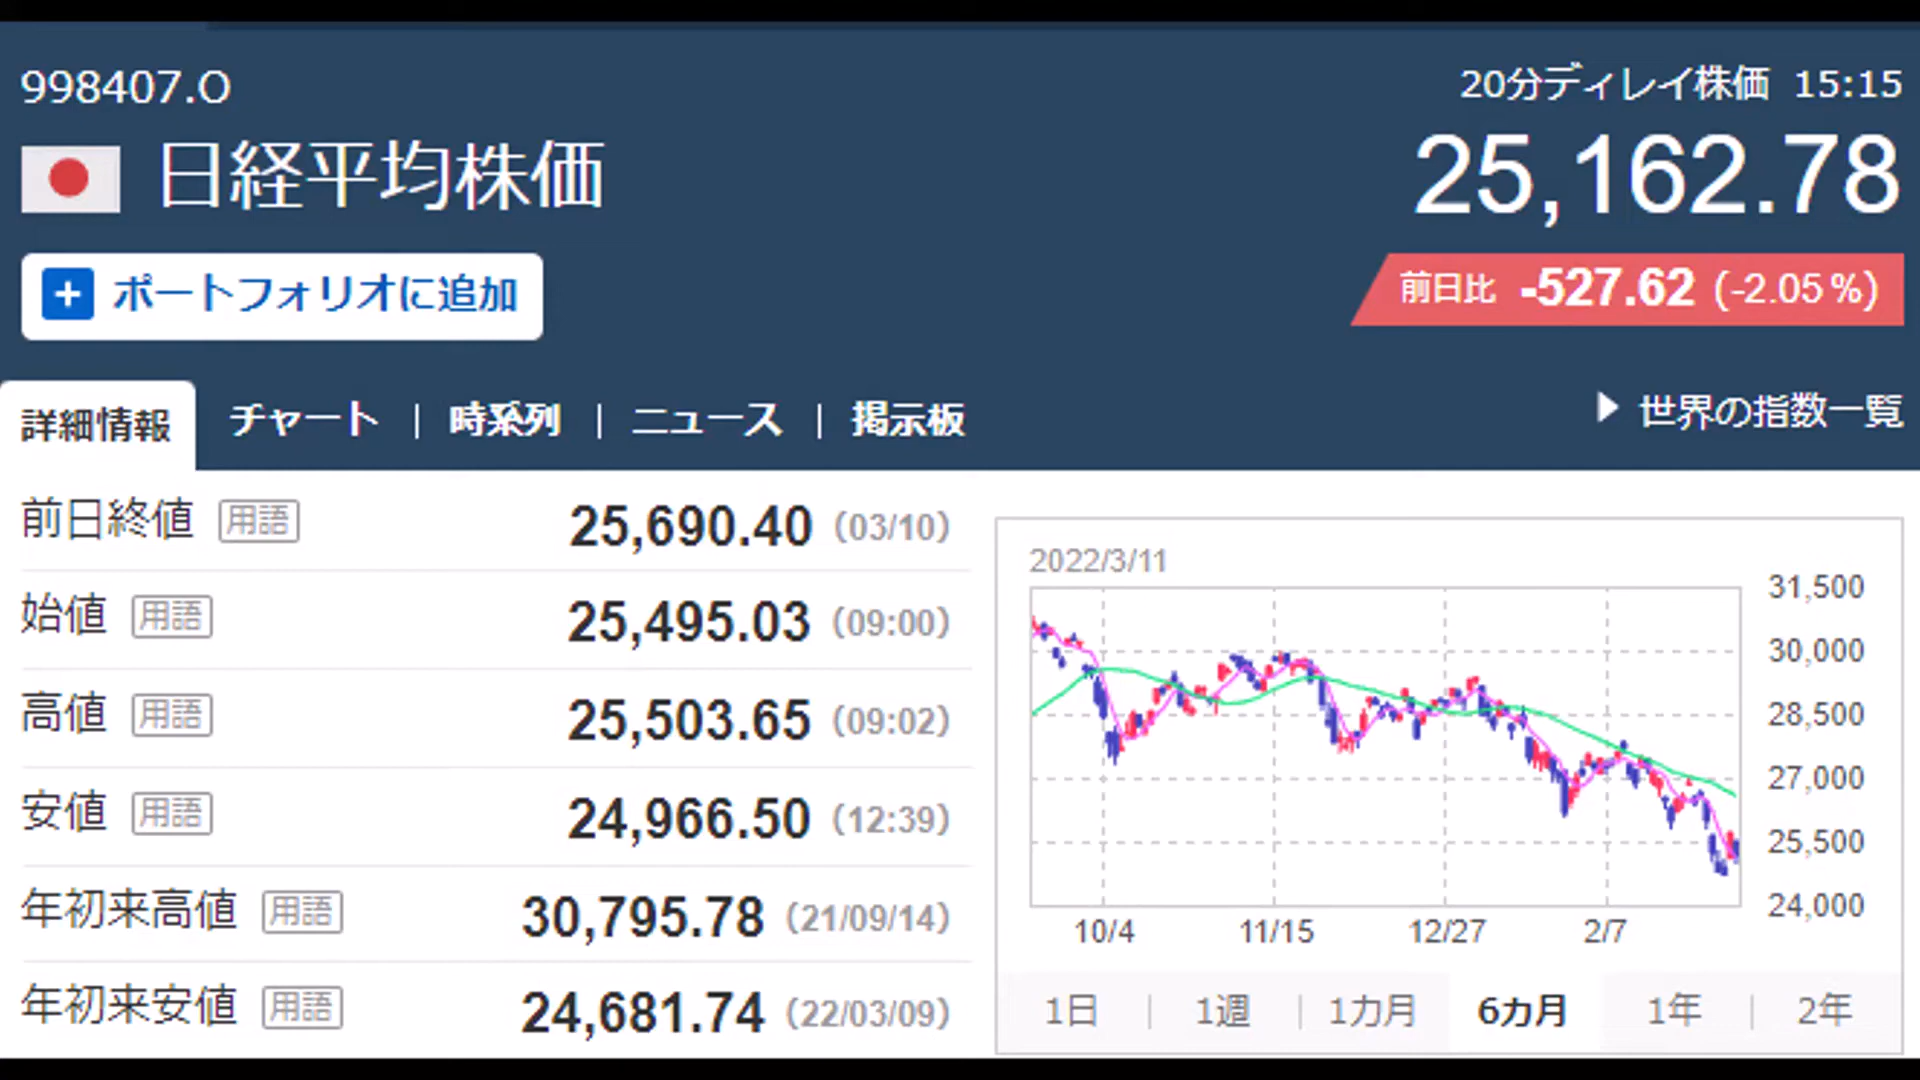 998407.O
20分ディレイ株価 15:15
日経平均株価
25,162.78
+ ポートフォリオに追加
前日比 -527.62 (-2.05%)
詳細情報 チャート | 時系列 | ニュース | 掲示板
世界の指数一覧
前日終値 用語 25,690.40 (03/10)
始値 用語 25,495.03 (09:00)
高値 用語 25,503.65 (09:02)
安値 用語 24,966.50 (12:39)
年初来高値 用語 30,795.78 (21/09/14)
年初来安値 用語 24,681.74 (22/03/09)
2022/3/11
31,500
30,000
28,500
27,000
25,500
24,000
10/4 11/15 12/27 2/7
1日 | 1週 | 1カ月 6カ月 1年 | 2年